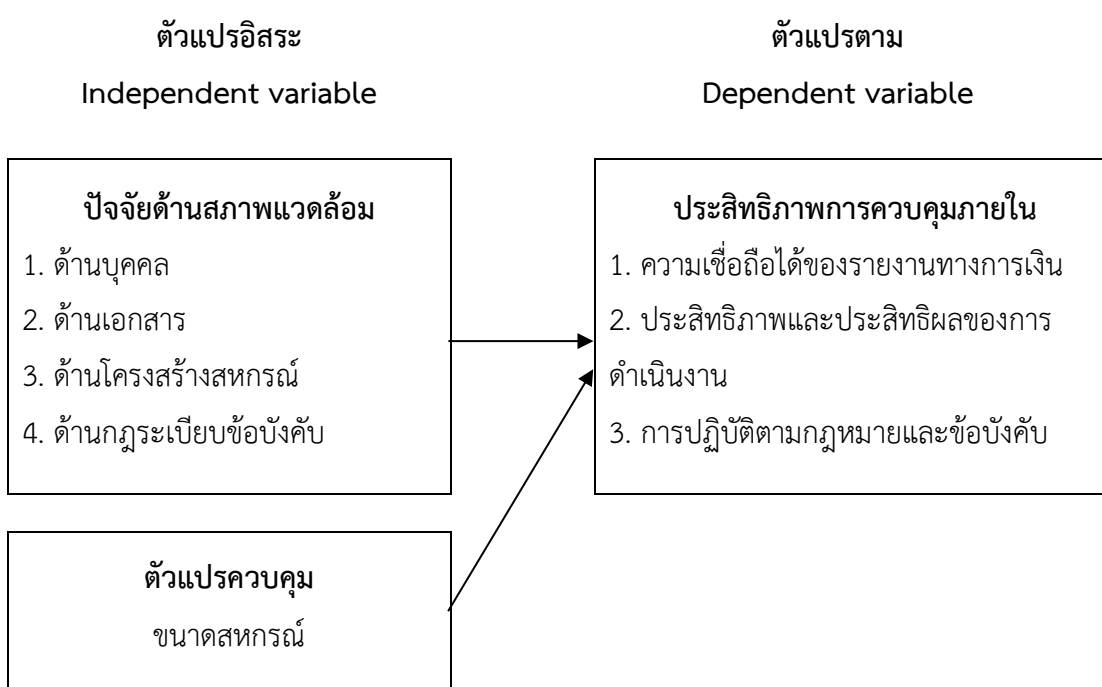 ตัวแปรอิสระ
Independent variable
ตัวแปรตาม
Dependent variable
ปัจจัยด้านสภาพแวดล้อม
1. ด้านบุคคล
2. ด้านเอกสาร
3. ด้านโครงสร้างสหกรณ์
4. ด้านกฎระเบียบข้อบังคับ
ประสิทธิภาพการควบคุมภายใน
1. ความเชื่อถือได้ของรายงานทางการเงิน
2. ประสิทธิภาพและประสิทธิผลของการ
ดำเนินงาน
3. การปฏิบัติตามกฎหมายและข้อบังคับ
ตัวแปรควบคุม
ขนาดสหกรณ์